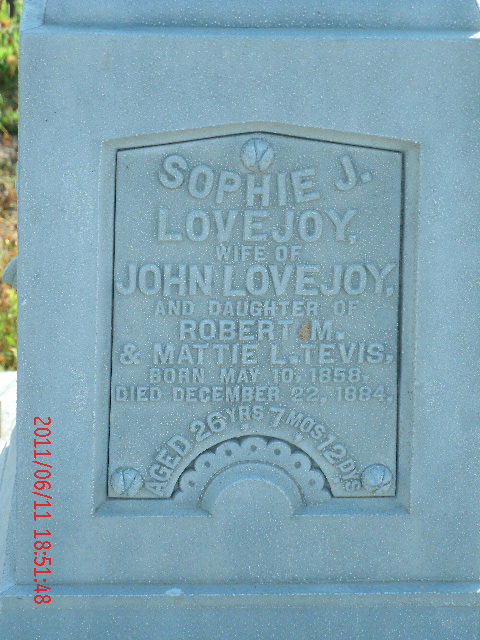 SOPHIE J.
LOVEJOY,
WIFE OF
JOHN LOVEJOY,
AND DAUGHTER OF
ROBERT M.
& MATTIE L. TEVIS.
BORN MAY 10, 1858.
DIED DECEMBER 22, 1884,
AGED 26 YRS 7 MOS 12 DYS
2011/06/11 18:51:48